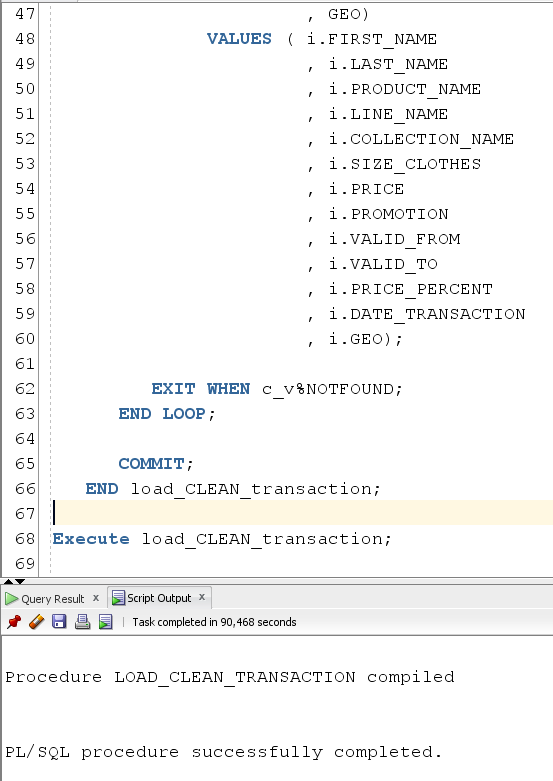 47 , GEO)
48 VALUES ( i.FIRST_NAME
49 , i.LAST_NAME
50 , i.PRODUCT_NAME
51 , i.LINE_NAME
52 , i.COLLECTION_NAME
53 , i.SIZE_CLOTHES
54 , i.PRICE
55 , i.PROMOTION
56 , i.VALID_FROM
57 , i.VALID_TO
58 , i.PRICE_PERCENT
59 , i.DATE_TRANSACTION
60 , i.GEO);
61
62 EXIT WHEN c_v%NOTFOUND;
63 END LOOP;
64
65 COMMIT;
66 END load_CLEAN_transaction;
67
68 Execute load_CLEAN_transaction;
69
Query Result x Script Output x
Task completed in 90,468 seconds
Procedure LOAD_CLEAN_TRANSACTION compiled
PL/SQL procedure successfully completed.